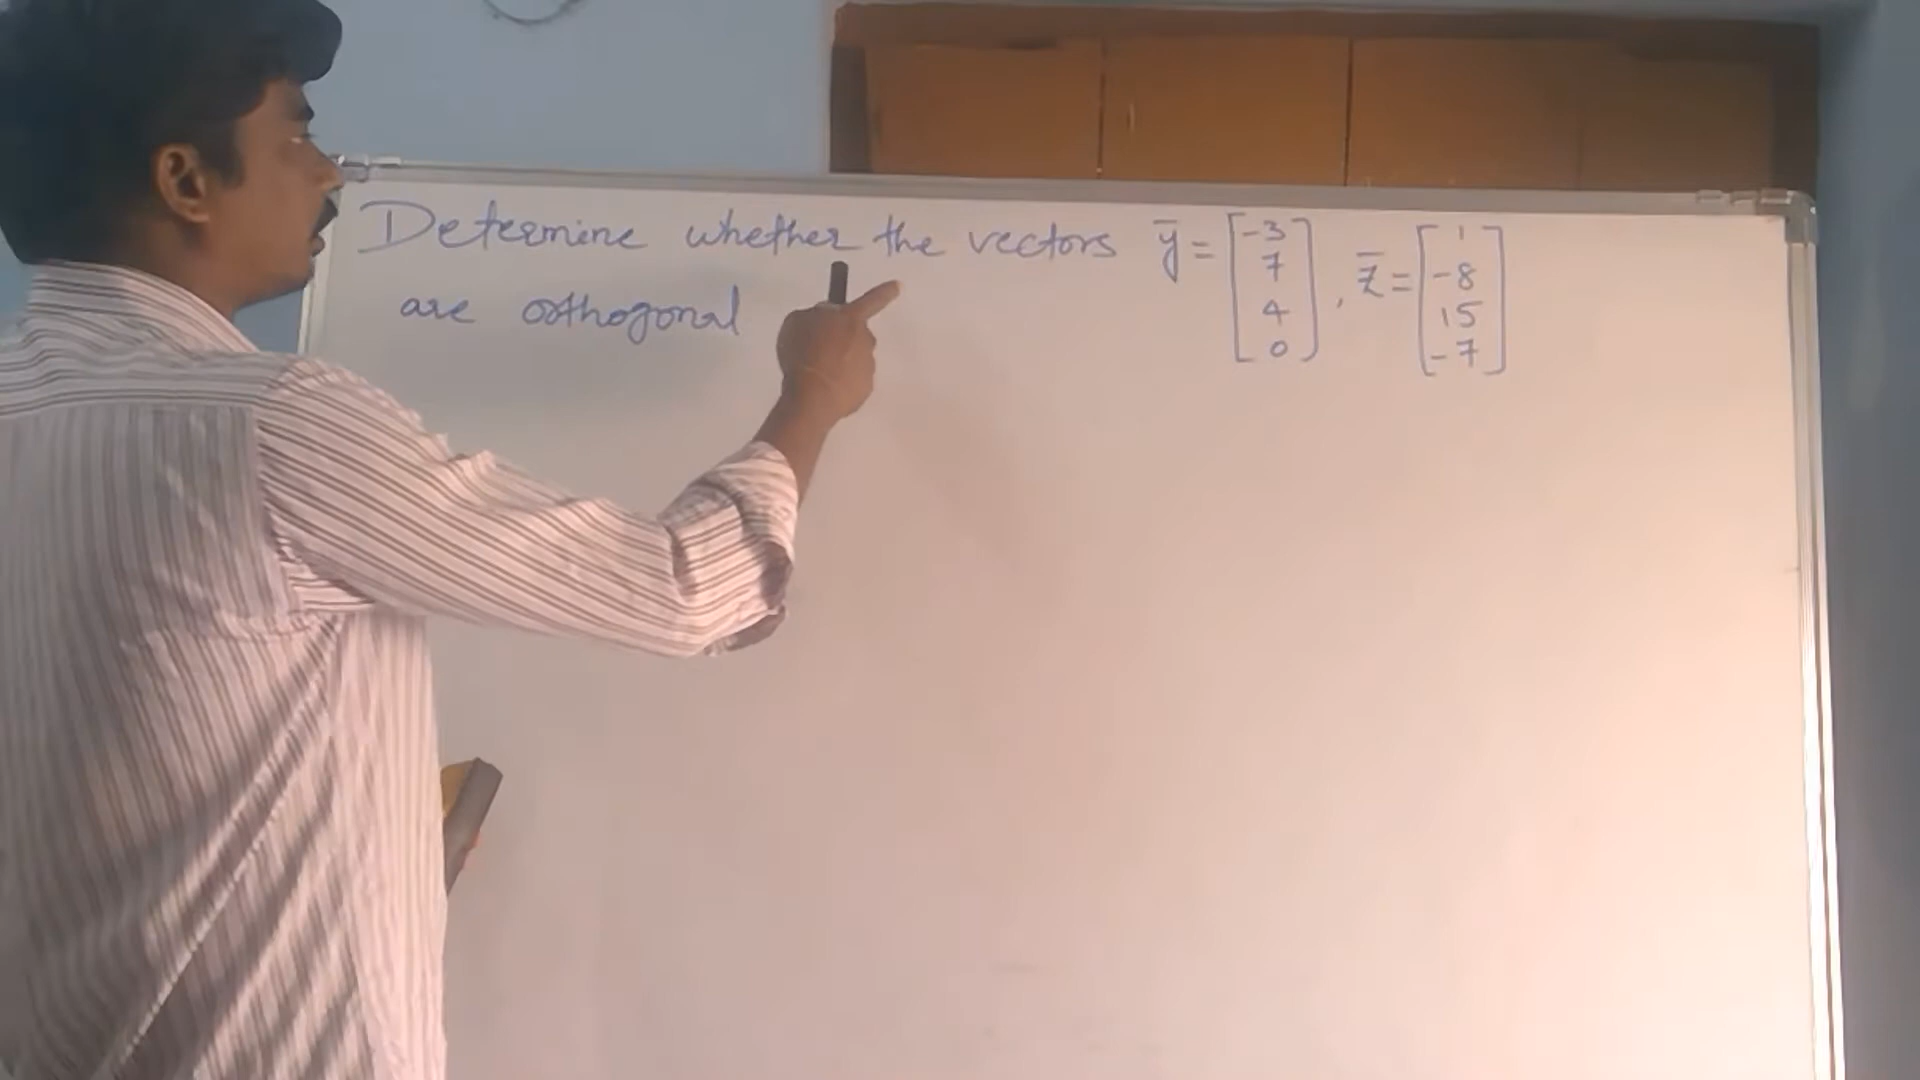 Determine whether the vectors ȳ = [-3 7 4 0], z̄ = [1 -8 15 -7]
are orthogonal